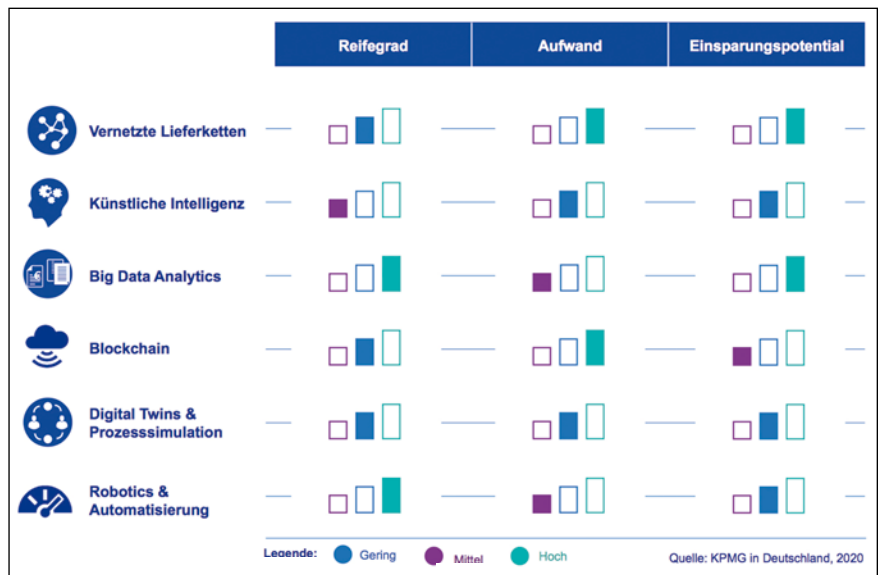 Reifegrad Aufwand Einsparungspotential
Vernetzte Lieferketten
Künstliche Intelligenz
Big Data Analytics
Blockchain
Digital Twins &
Prozesssimulation
Robotics &
Automatisierung
Legende: Gering Mittel Hoch Quelle: KPMG in Deutschland, 2020